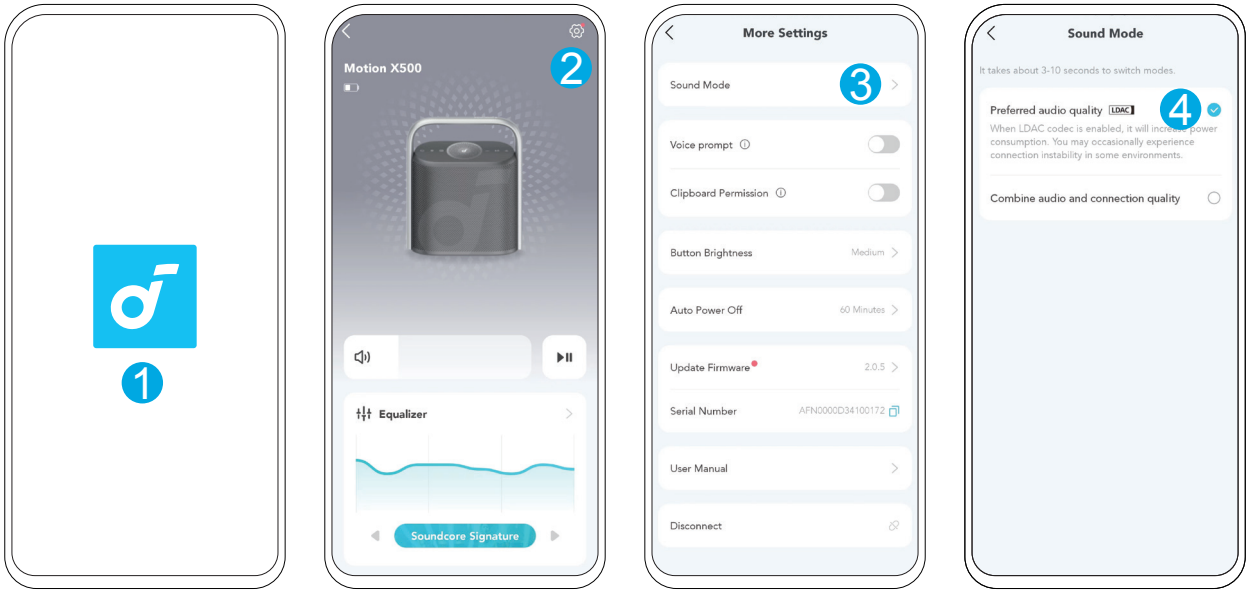 1
2
Motion X500
Equalizer
Soundcore Signature
More Settings
Sound Mode
3
Voice prompt
Clipboard Permission
Button Brightness
Medium
Auto Power Off
60 Minutes
Update Firmware
2.0.5
Serial Number
AFN0000D34100172
User Manual
Disconnect
Sound Mode
It takes about 3-10 seconds to switch modes.
Preferred audio quality LDAC
4
When LDAC codec is enabled, it will increase power
consumption. You may occasionally experience
connection instability in some environments.
Combine audio and connection quality